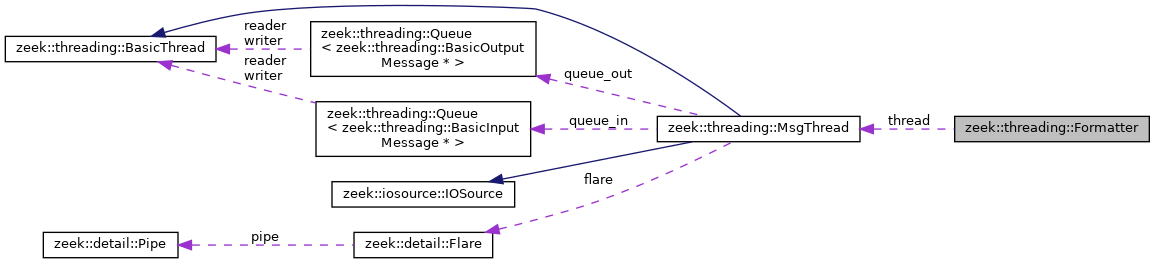 reader
writer
zeek::threading::Queue
< zeek::threading::BasicOutput
Message * >
zeek::threading::BasicThread
reader
writer
queue_out
zeek::threading::Queue
< zeek::threading::BasicInput
Message * >
queue_in
zeek::threading::MsgThread
thread
zeek::threading::Formatter
flare
zeek::iosource::IOSource
pipe
zeek::detail::Pipe
zeek::detail::Flare